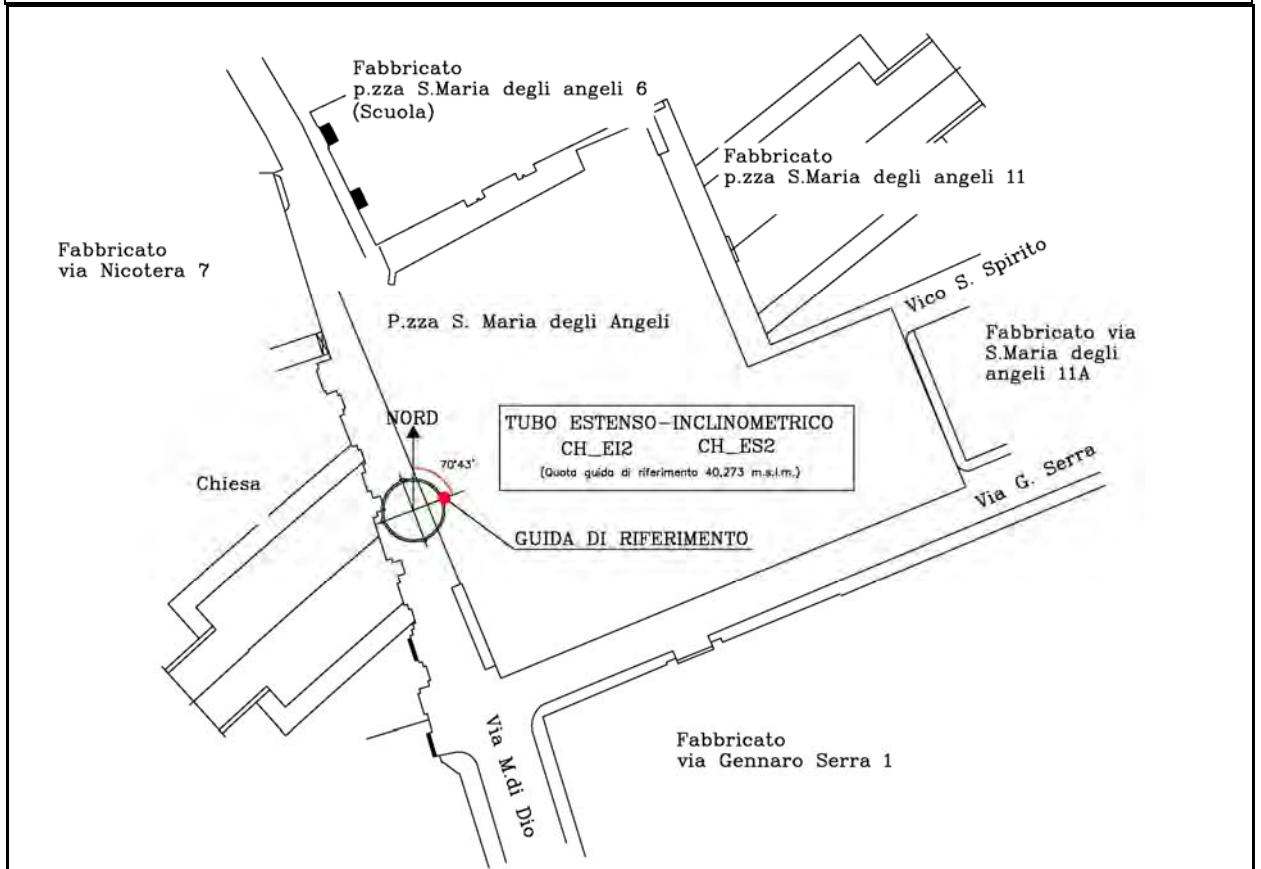 Fabbricato
p.zza S.Maria degli angeli 6
(Scuola)
Fabbricato
p.zza S.Maria degli angeli 11
Fabbricato
via Nicotera 7
Vico S. Spirito
P.zza S. Maria degli Angeli
Fabbricato via
S.Maria degli
angeli 11A
NORD
70°43'
TUBO ESTENSO-INCLINOMETRICO
CH_EI2 CH_ES2
(Quota guida di riferimento 40,273 m.s.l.m.)
Chiesa
Via G. Serra
GUIDA DI RIFERIMENTO
Via M.di Dio
Fabbricato
via Gennaro Serra 1